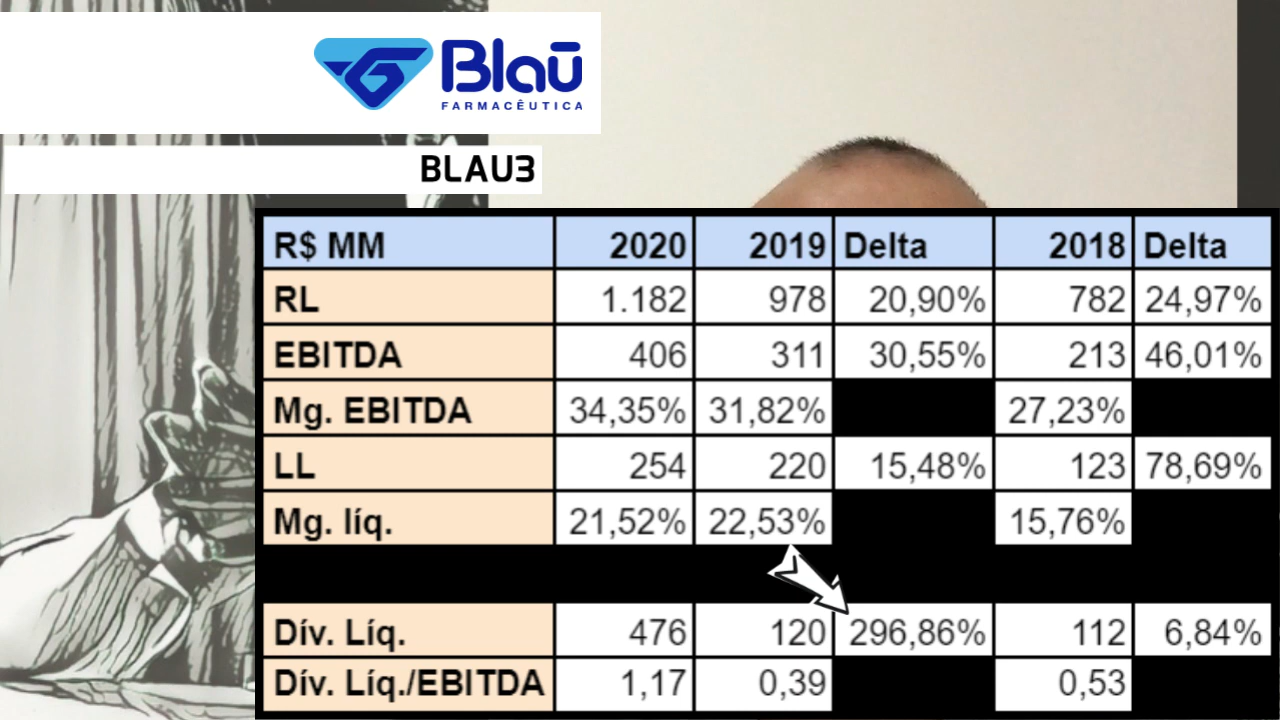 Blaū
FARMACÊUTICA
BLAU3
R$ MM 2020 2019 Delta 2018 Delta
RL 1.182 978 20,90% 782 24,97%
EBITDA 406 311 30,55% 213 46,01%
Mg. EBITDA 34,35% 31,82% 27,23%
LL 254 220 15,48% 123 78,69%
Mg. líq. 21,52% 22,53% 15,76%
Dív. Líq. 476 120 296,86% 112 6,84%
Dív. Líq./EBITDA 1,17 0,39 0,53